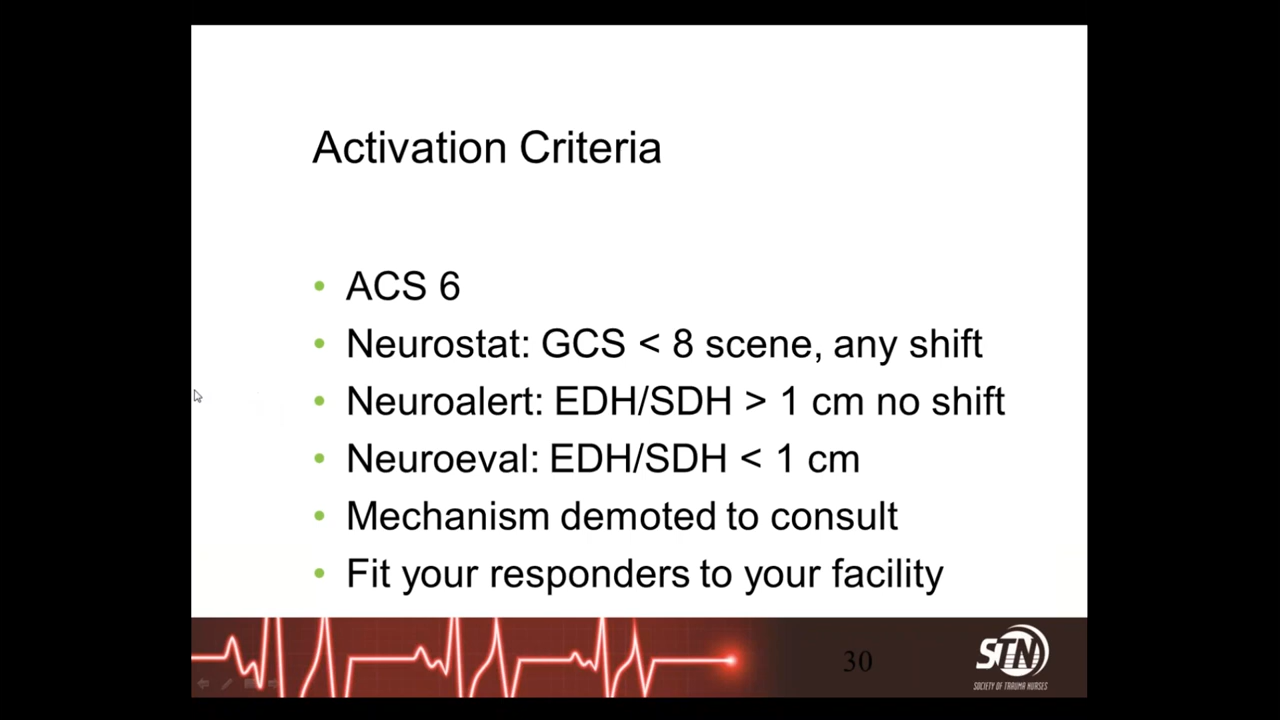 Activation Criteria
• ACS 6
• Neurostat: GCS < 8 scene, any shift
• Neuroalert: EDH/SDH > 1 cm no shift
• Neuroeval: EDH/SDH < 1 cm
• Mechanism demoted to consult
• Fit your responders to your facility
30
STN
SOCIETY OF TRAUMA NURSES